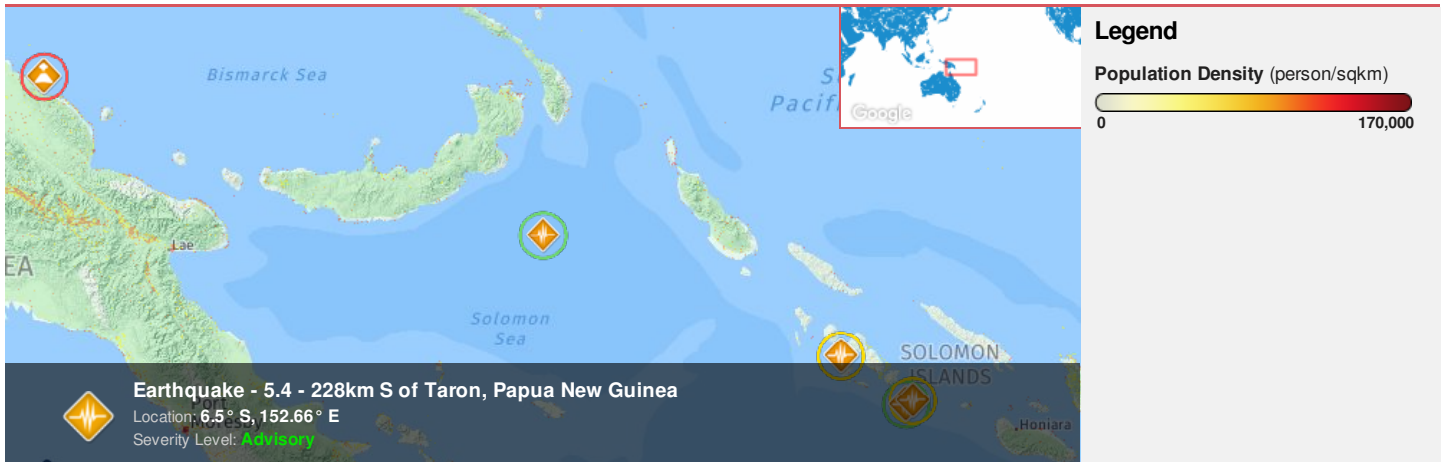 Bismarck Sea
S
Pacif
Google
Lae
EA
Solomon
Sea
SOLOMON
ISLANDS
Port
Moresby
Honiara
Earthquake - 5.4 - 228km S of Taron, Papua New Guinea
Location: 6.5° S, 152.66° E
Severity Level: Advisory
Legend
Population Density (person/sqkm)
0 170,000